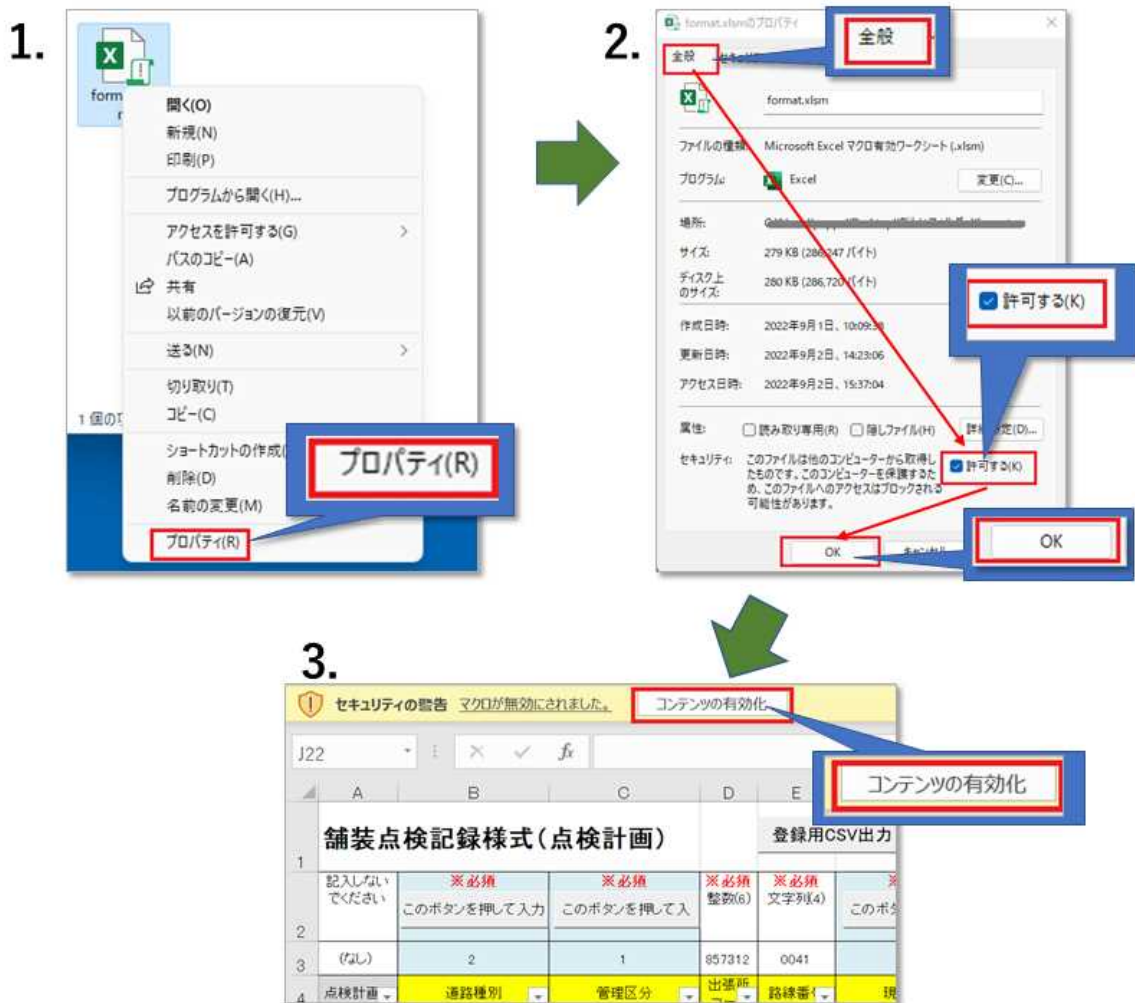 1.
form
開く(O)
新規(N)
印刷(P)
プログラムから開く(H)...
アクセスを許可する(G)
パスのコピー(A)
共有
以前のバージョンの復元(V)
送る(N)
切り取り(T)
コピー(C)
1 個の
ショートカットの作成(
削除(D)
名前の変更(M)
プロパティ(R)
プロパティ(R)
2.
format.xlsmのプロパティ
全般
全般
format.xlsm
ファイルの種類: Microsoft Excel マクロ有効ワークシート (.xlsm)
プログラム: Excel 変更(C)...
場所:
サイズ: 279 KB (286,247 バイト)
ディスク上
のサイズ: 280 KB (286,720 バイト)
許可する(K)
作成日時: 2022年9月1日、10:09:38
更新日時: 2022年9月2日、14:23:06
アクセス日時: 2022年9月2日、15:37:04
属性: 読み取り専用(R) 隠しファイル(H) 詳細設定(D)...
セキュリティ: このファイルは他のコンピューターから取得し
たものです。このコンピューターを保護するた
め、このファイルへのアクセスはブロックされる
可能性があります。
許可する(K)
OK キャンセル
OK
3.
セキュリティの警告 マクロが無効にされました。 コンテンツの有効化
コンテンツの有効化
J22 fx
A B C D E
1 舗装点検記録様式(点検計画) 登録用CSV出力
記入しない ※必須 ※必須 ※必須 ※必須
でください このボタンを押して入力 このボタンを押して入 整数(6) 文字列(4) このボタ
2
3 (なし) 2 1 857312 0041
4 点検計画 道路種別 管理区分 出張所 路線番 現
コード